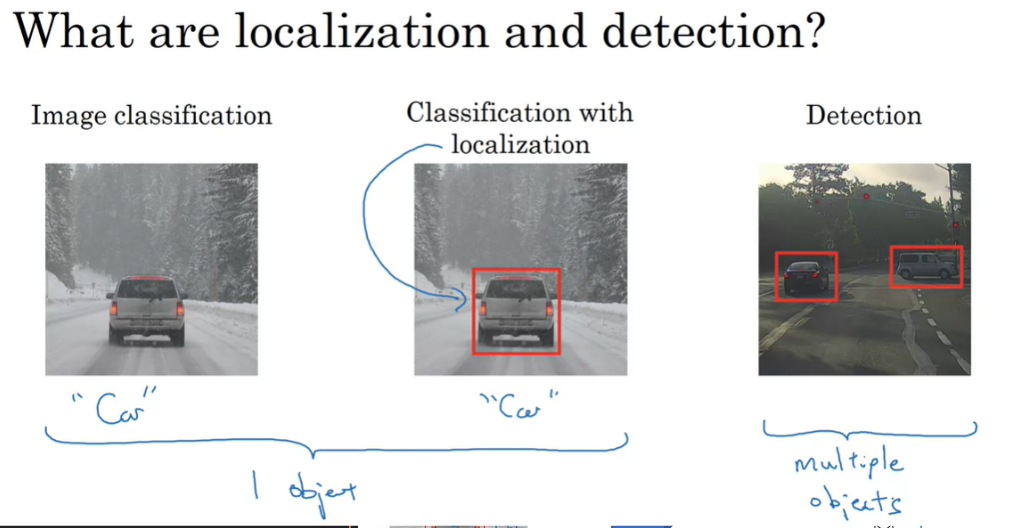 What are localization and detection?
Image classification
Classification with
localization
Detection
"Car"
"Car"
1 object
multiple
objects